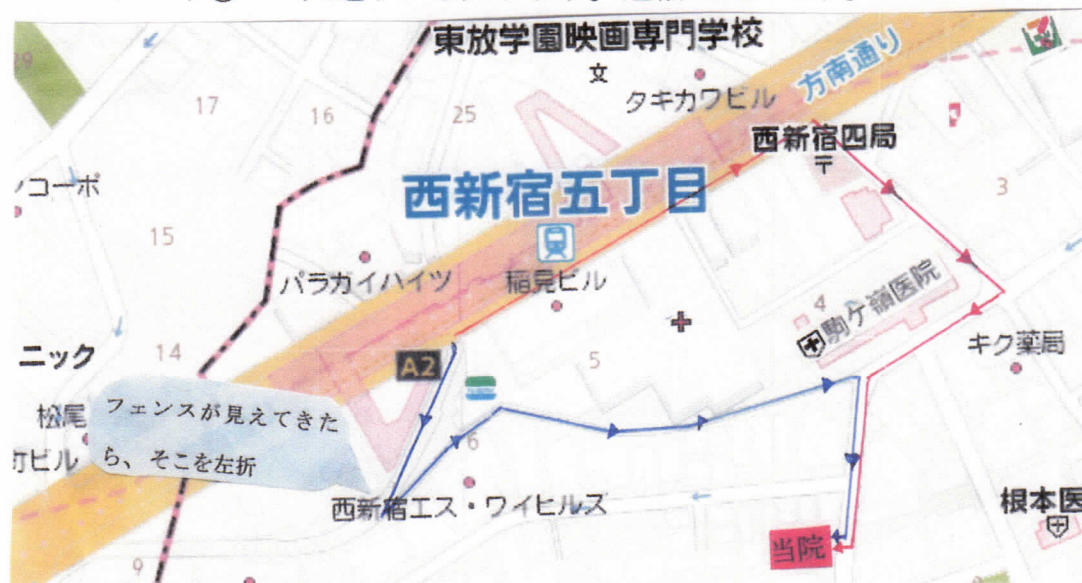 東放学園映画専門学校
文
タキカワビル
方南通り
29
17
16
25
西新宿四局
〒
3
西新宿五丁目
ンコーポ
15
パラガイハイツ
稲見ビル
4
駒ケ嶺医院
キク薬局
ニック
14
A2
5
松尾
町ビル
フェンスが見えてきた
ら、そこを左折
6
西新宿エス・ワイヒルズ
根本医
当院
9